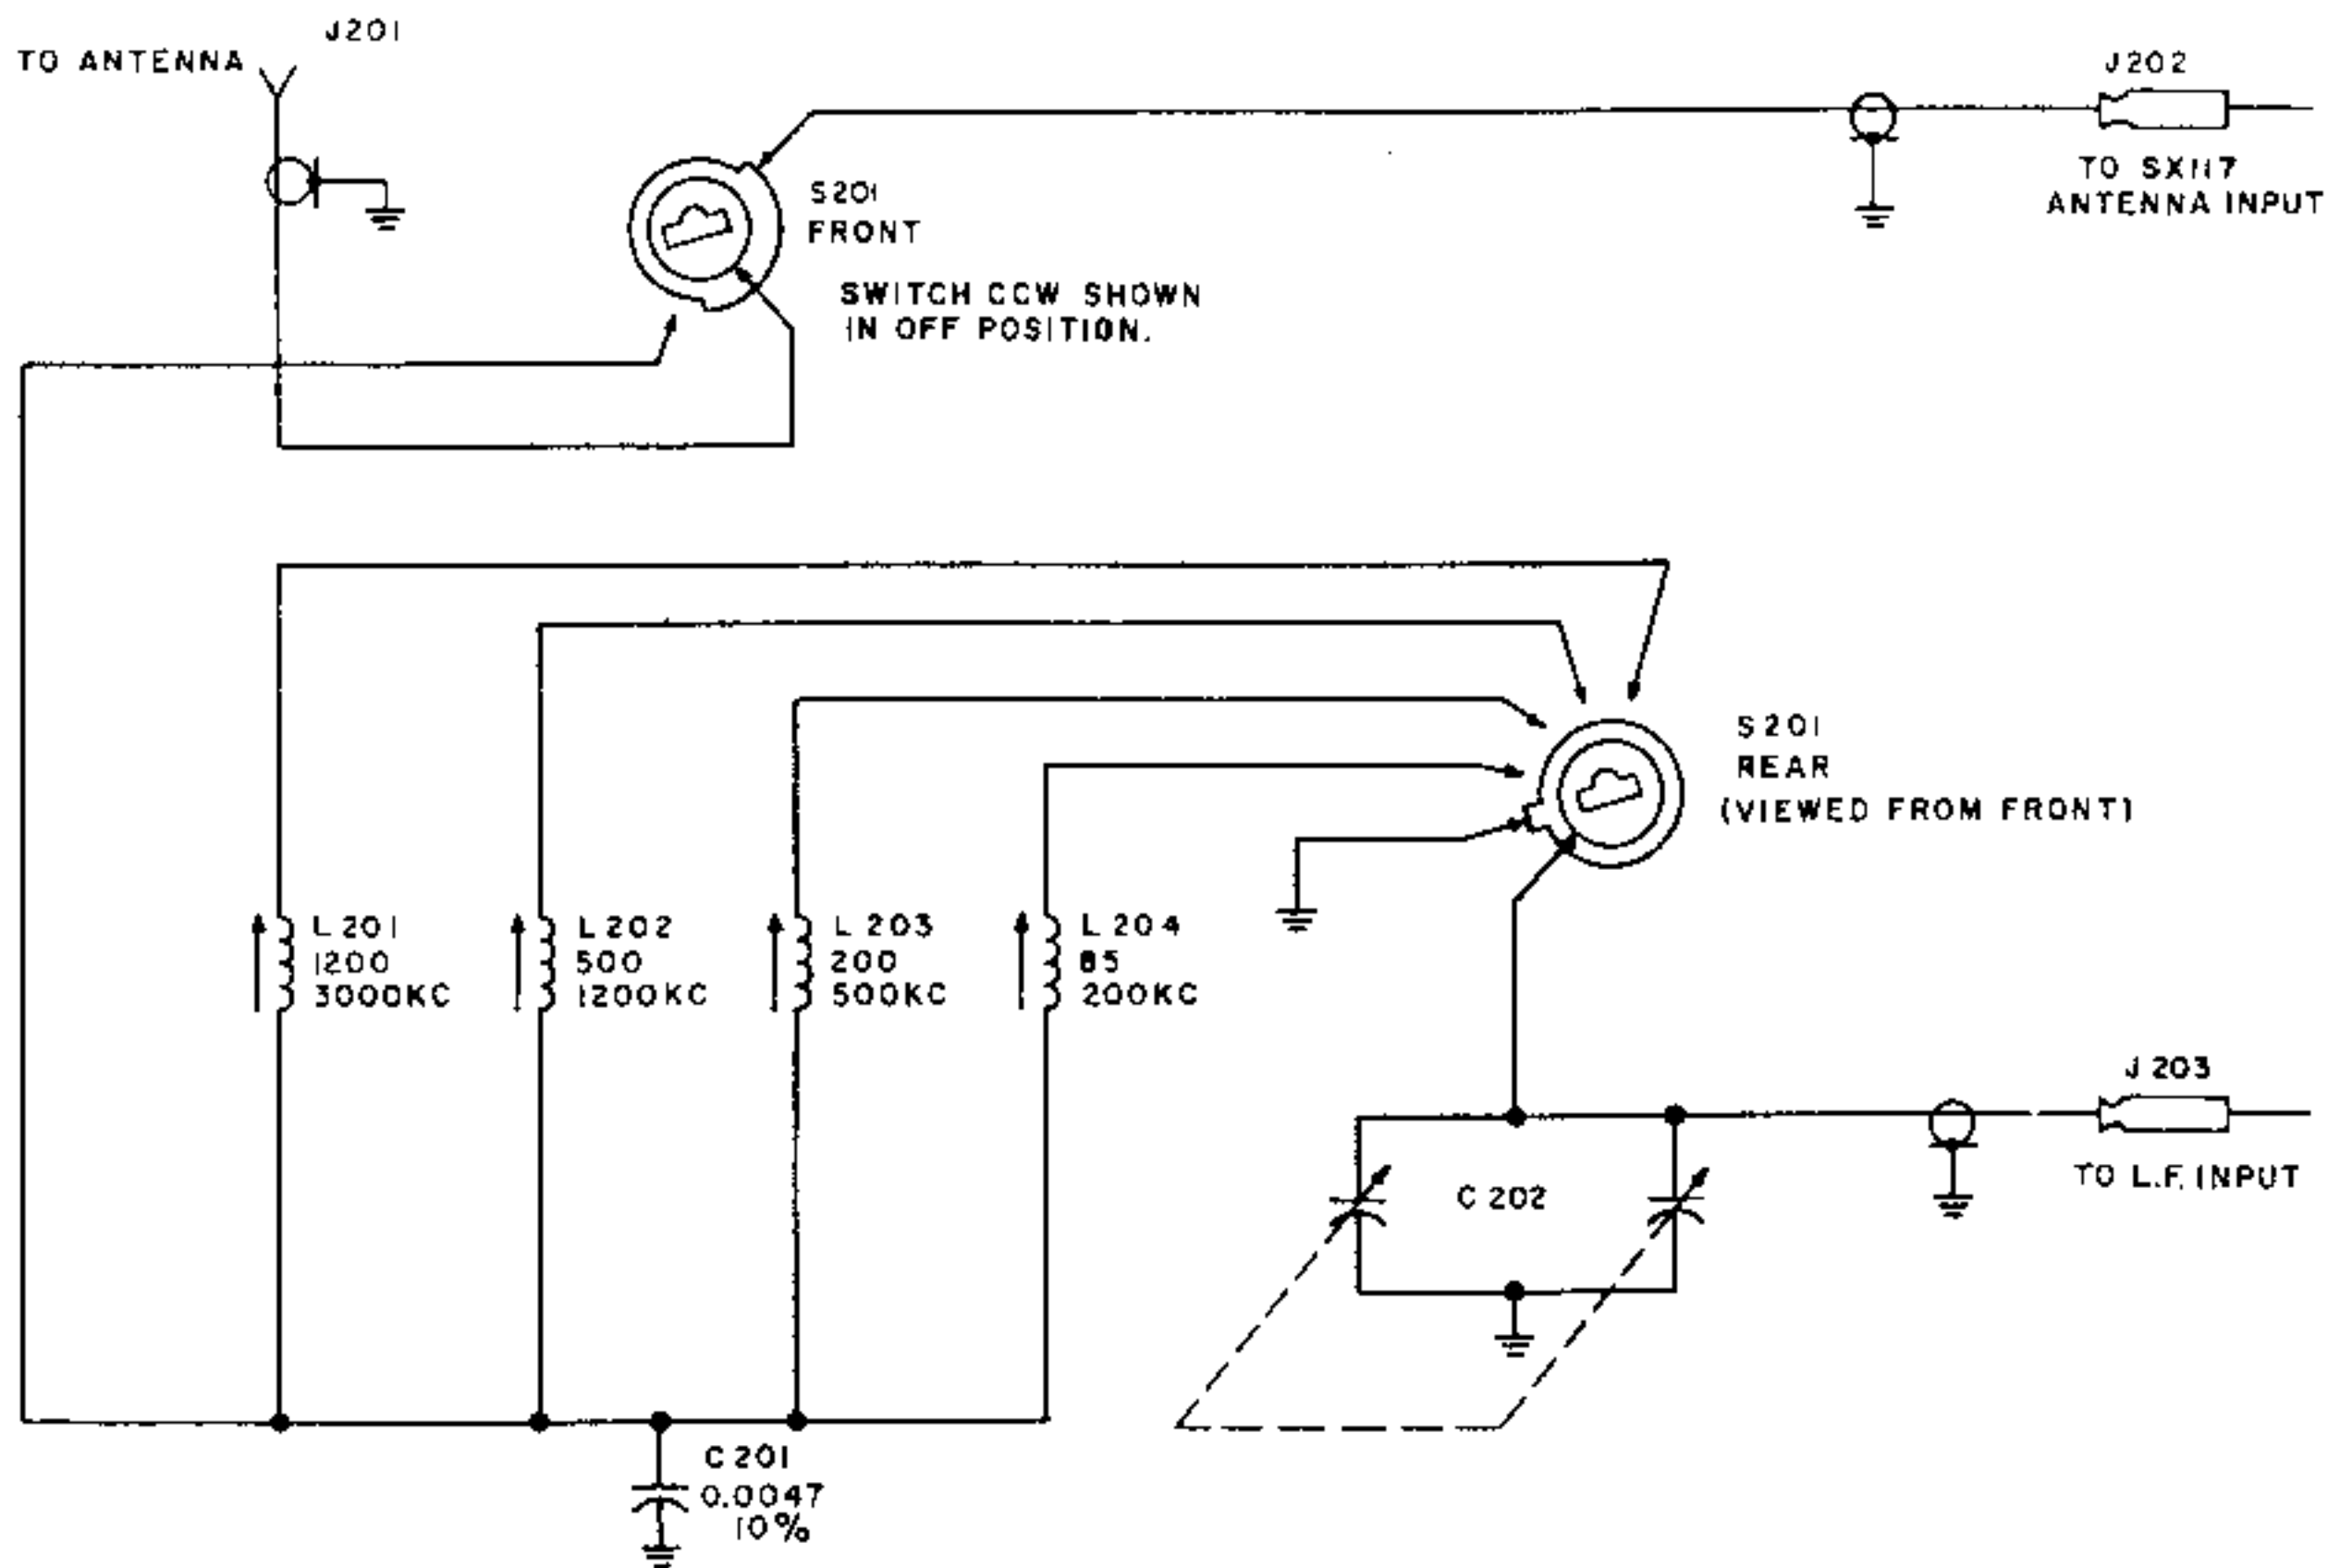 J201
TO ANTENNA
J202
TO SX117
ANTENNA INPUT
S201
FRONT
SWITCH CCW SHOWN
IN OFF POSITION.
S201
REAR
(VIEWED FROM FRONT)
L201
1200
3000KC
L202
500
1200KC
L203
200
500KC
L204
85
200KC
J203
TO L.F. INPUT
C202
C201
0.0047
10%